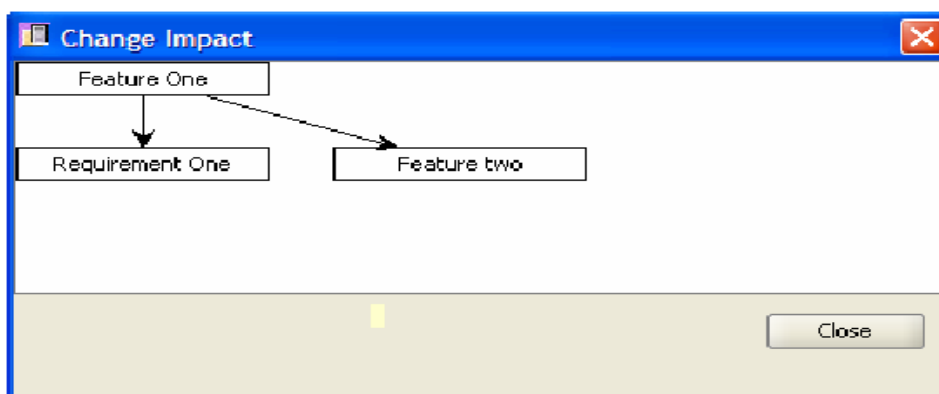 Change Impact
Feature One
Requirement One
Feature two
Close